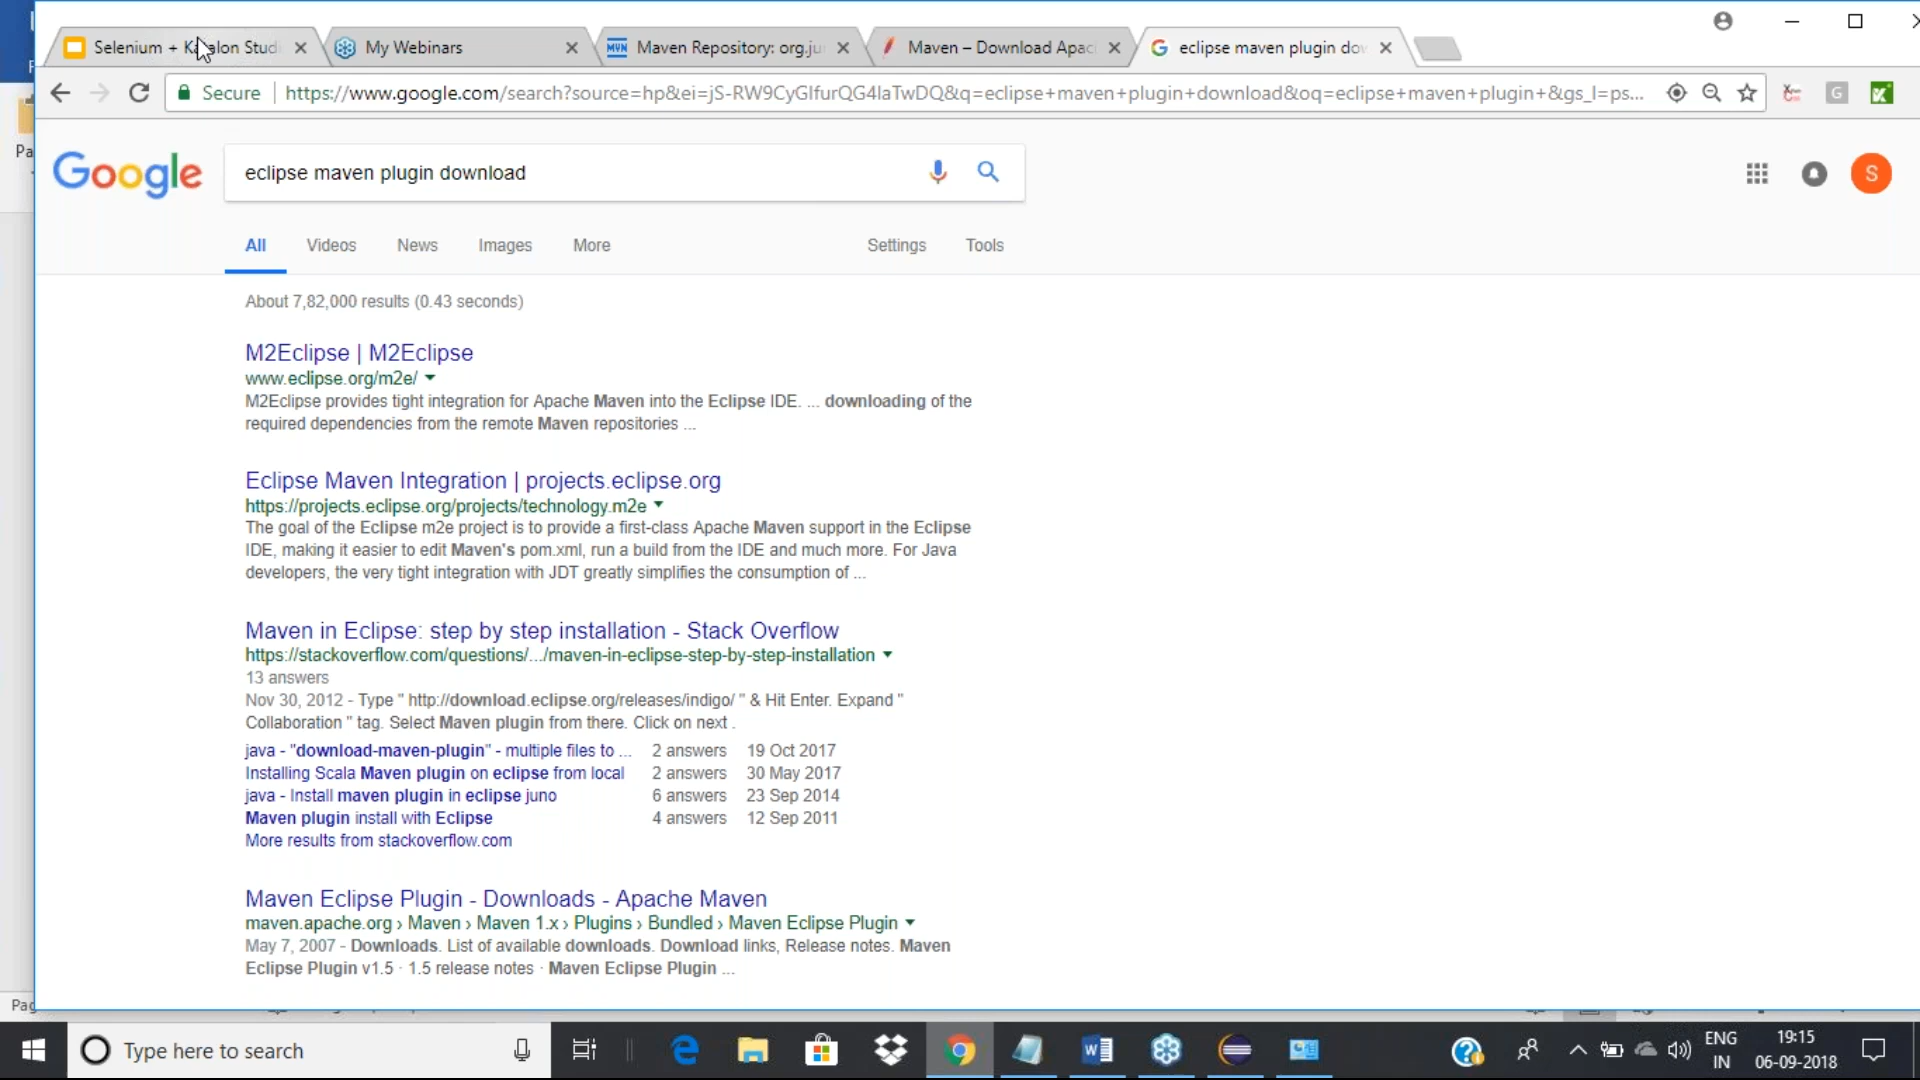 Selenium + Katalon Studi
My Webinars
Maven Repository: org.ju
Maven – Download Apac
eclipse maven plugin dow
Secure
https://www.google.com/search?source=hp&ei=jS-RW9CyGIfurQG4laTwDQ&q=eclipse+maven+plugin+download&oq=eclipse+maven+plugin+&gs_l=ps...
Pa
Google
eclipse maven plugin download
S
All
Videos
News
Images
More
Settings
Tools
About 7,82,000 results (0.43 seconds)
M2Eclipse | M2Eclipse
www.eclipse.org/m2e/
M2Eclipse provides tight integration for Apache Maven into the Eclipse IDE. ... downloading of the
required dependencies from the remote Maven repositories ...
Eclipse Maven Integration | projects.eclipse.org
https://projects.eclipse.org/projects/technology.m2e
The goal of the Eclipse m2e project is to provide a first-class Apache Maven support in the Eclipse
IDE, making it easier to edit Maven's pom.xml, run a build from the IDE and much more. For Java
developers, the very tight integration with JDT greatly simplifies the consumption of ...
Maven in Eclipse: step by step installation - Stack Overflow
https://stackoverflow.com/questions/.../maven-in-eclipse-step-by-step-installation
13 answers
Nov 30, 2012 - Type " http://download.eclipse.org/releases/indigo/ " & Hit Enter. Expand "
Collaboration " tag. Select Maven plugin from there. Click on next .
java - "download-maven-plugin" - multiple files to ... 2 answers 19 Oct 2017
Installing Scala Maven plugin on eclipse from local 2 answers 30 May 2017
java - Install maven plugin in eclipse juno 6 answers 23 Sep 2014
Maven plugin install with Eclipse 4 answers 12 Sep 2011
More results from stackoverflow.com
Maven Eclipse Plugin - Downloads - Apache Maven
maven.apache.org › Maven › Maven 1.x › Plugins › Bundled › Maven Eclipse Plugin
May 7, 2007 - Downloads. List of available downloads. Download links, Release notes. Maven
Eclipse Plugin v1.5 · 1.5 release notes · Maven Eclipse Plugin ...
Pag
Type here to search
ENG
IN
19:15
06-09-2018